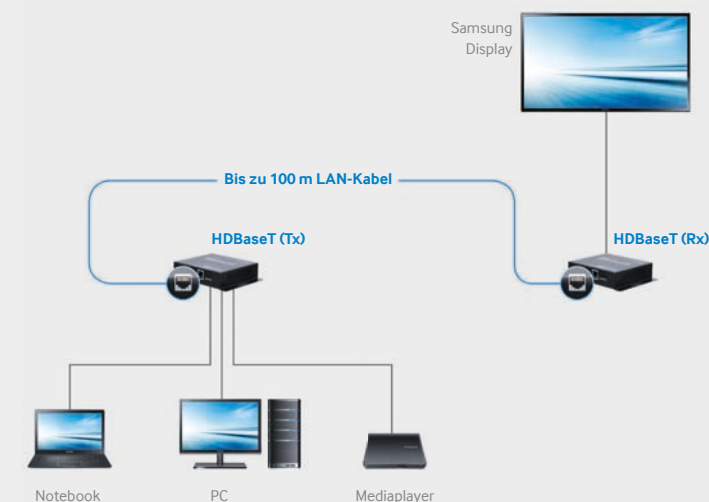 Samsung
Display
Bis zu 100 m LAN-Kabel
HDBaseT (Tx)
HDBaseT (Rx)
Notebook
PC
Mediaplayer